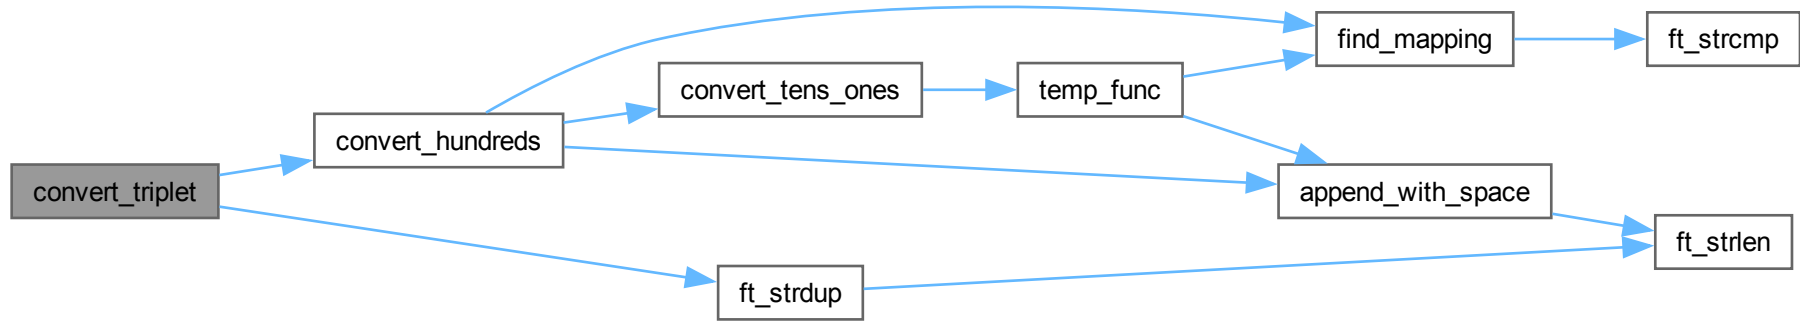 convert_triplet
convert_hundreds
convert_tens_ones
temp_func
find_mapping
ft_strcmp
append_with_space
ft_strlen
ft_strdup